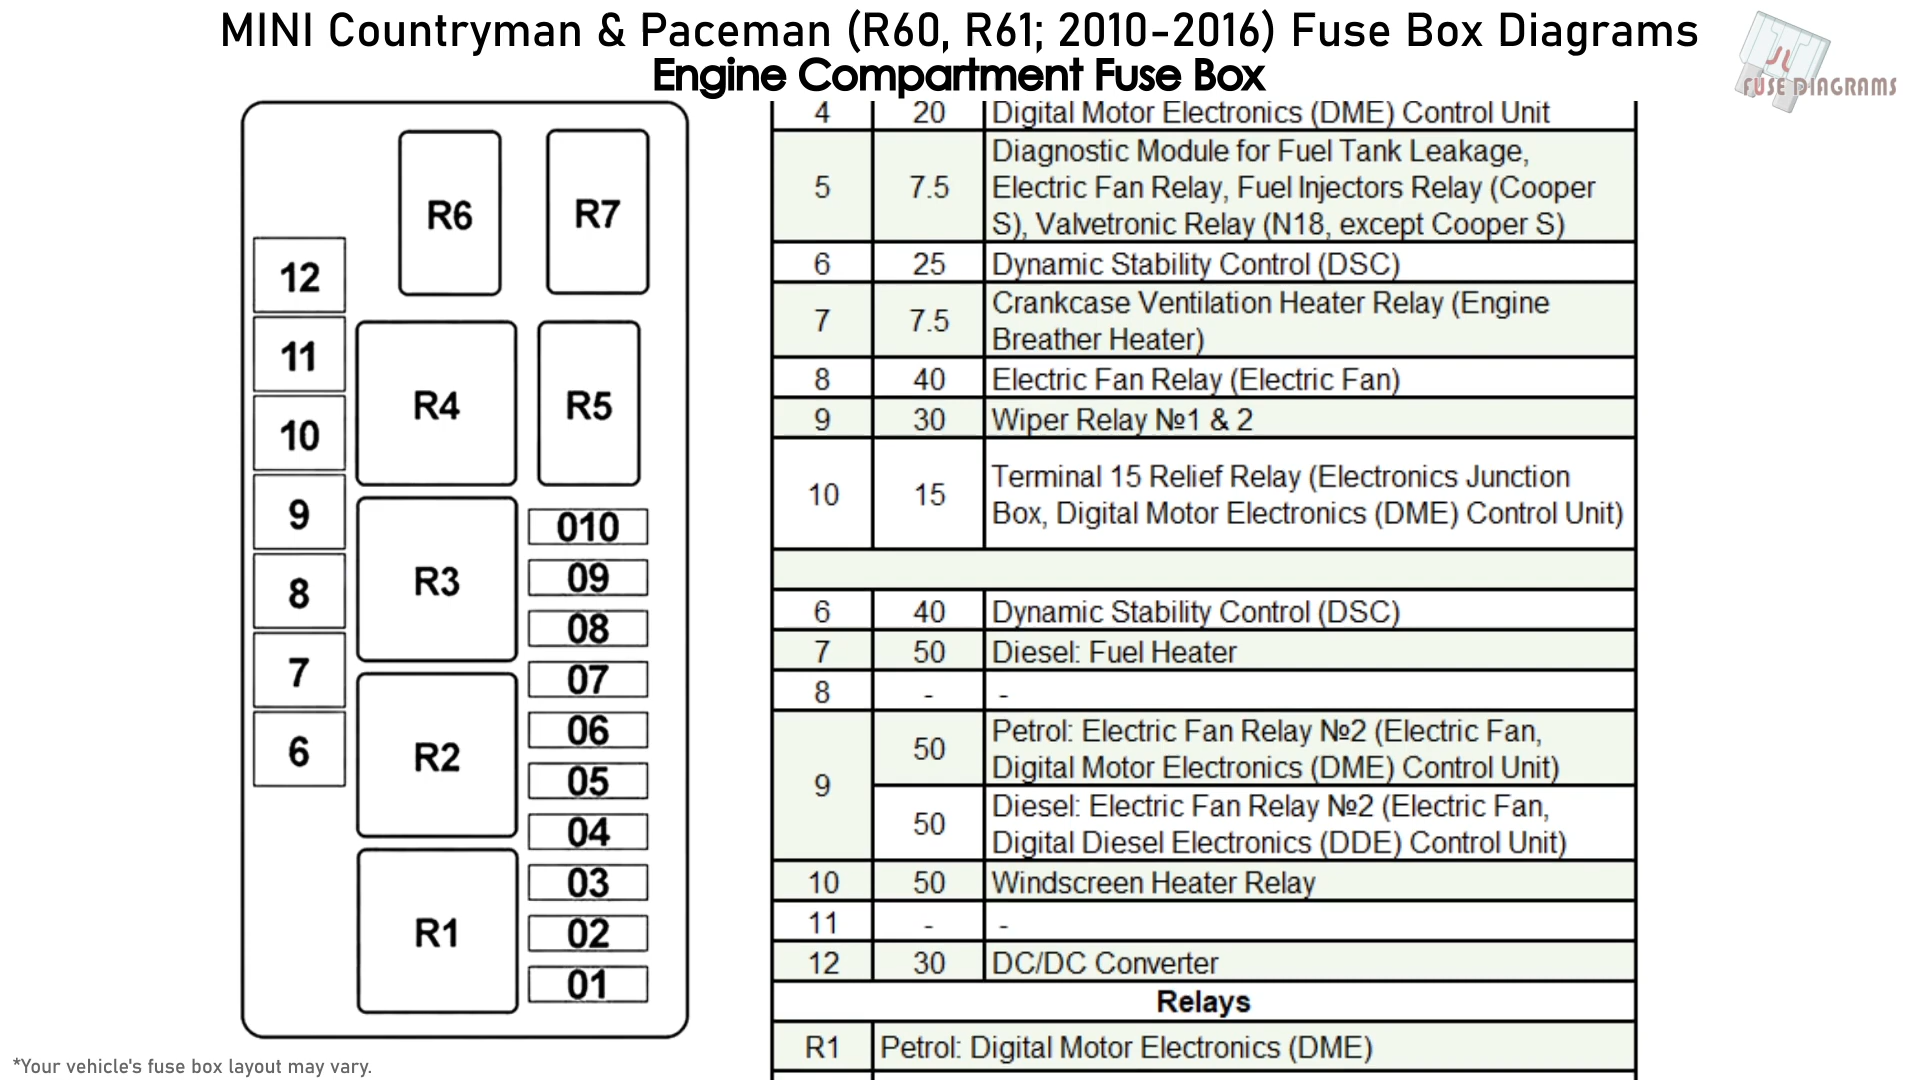 MINI Countryman & Paceman (R60, R61; 2010-2016) Fuse Box Diagrams
Engine Compartment Fuse Box
JL
FUSE DIAGRAMS
R6
R7
12
11
10
9
8
7
6
R4
R5
R3
R2
R1
010
09
08
07
06
05
04
03
02
01
4 20 Digital Motor Electronics (DME) Control Unit
5 7.5 Diagnostic Module for Fuel Tank Leakage,
Electric Fan Relay, Fuel Injectors Relay (Cooper
S), Valvetronic Relay (N18, except Cooper S)
6 25 Dynamic Stability Control (DSC)
7 7.5 Crankcase Ventilation Heater Relay (Engine
Breather Heater)
8 40 Electric Fan Relay (Electric Fan)
9 30 Wiper Relay №1 & 2
10 15 Terminal 15 Relief Relay (Electronics Junction
Box, Digital Motor Electronics (DME) Control Unit)
6 40 Dynamic Stability Control (DSC)
7 50 Diesel: Fuel Heater
8 - -
9 50 Petrol: Electric Fan Relay №2 (Electric Fan,
Digital Motor Electronics (DME) Control Unit)
50 Diesel: Electric Fan Relay №2 (Electric Fan,
Digital Diesel Electronics (DDE) Control Unit)
10 50 Windscreen Heater Relay
11 - -
12 30 DC/DC Converter
Relays
R1 Petrol: Digital Motor Electronics (DME)
*Your vehicle's fuse box layout may vary.